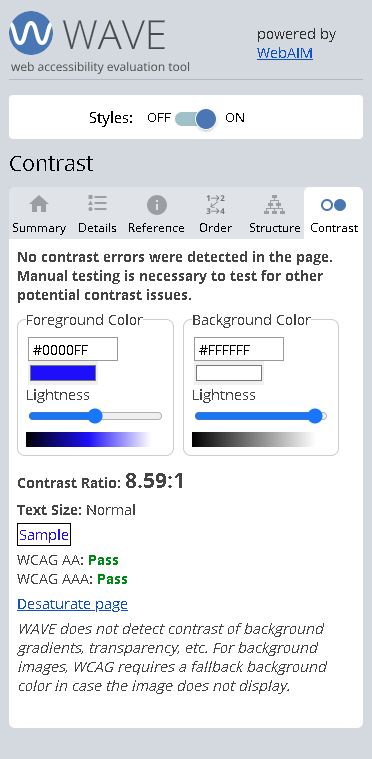 WAVE
web accessibility evaluation tool
powered by
WebAIM
Styles: OFF ON
Contrast
Summary Details Reference Order Structure Contrast
No contrast errors were detected in the page.
Manual testing is necessary to test for other
potential contrast issues.
Foreground Color
#0000FF
Lightness
Background Color
#FFFFFF
Lightness
Contrast Ratio: 8.59:1
Text Size: Normal
Sample
WCAG AA: Pass
WCAG AAA: Pass
Desaturate page
WAVE does not detect contrast of background
gradients, transparency, etc. For background
images, WCAG requires a fallback background
color in case the image does not display.